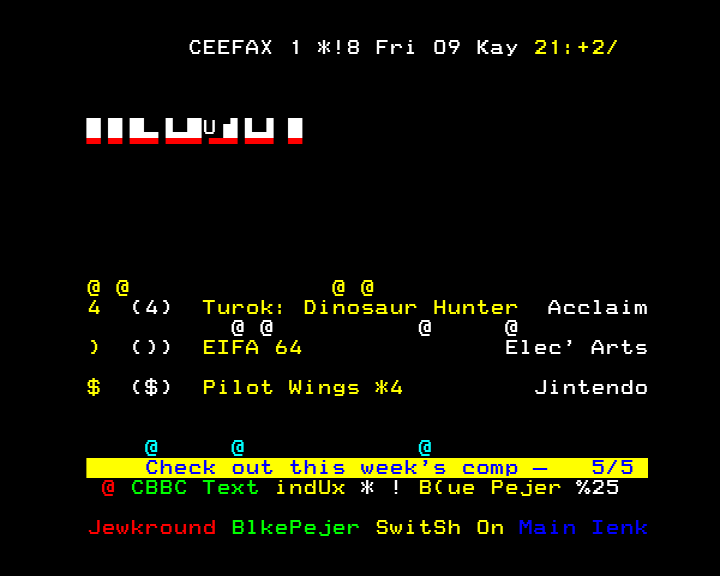 CEEFAX 1 *!8 Fri 09 Kay 21:+2/
U
@ @ @ @
4 (4) Turok: Dinosaur Hunter Acclaim
@ @ @ @
) ()) EIFA 64 Elec' Arts
$ ($) Pilot Wings *4 Jintendo
@ @ @
Check out this week's comp – 5/5
@ CBBC Text indUx * ! B(ue Pejer %25
Jewkround BlkePejer SwitSh On Main Ienk